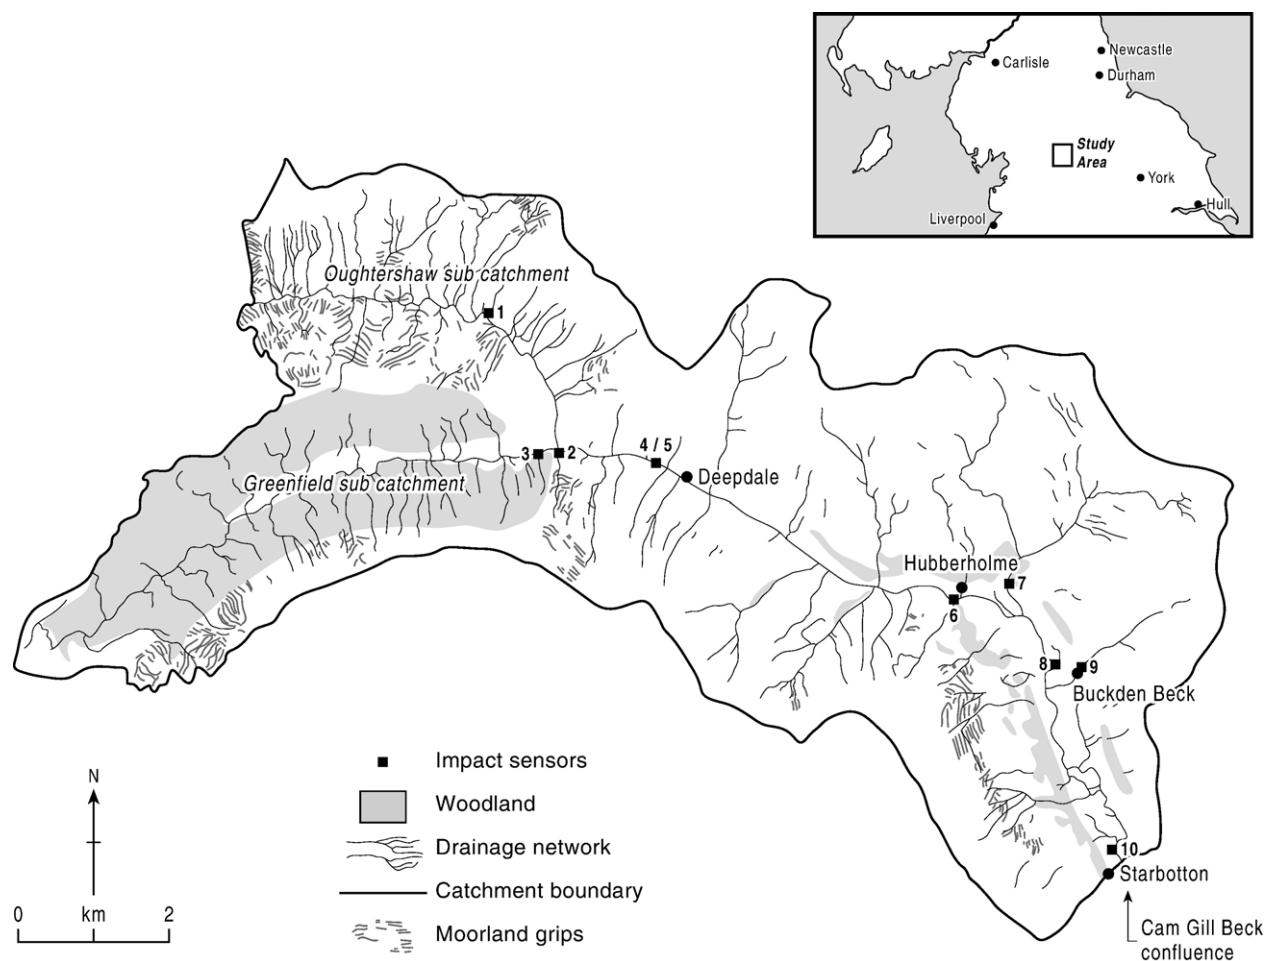 Newcastle
Carlisle
Durham
Study
Area
York
Hull
Liverpool
Oughtershaw sub catchment
1
4 / 5
3
2
Deepdale
Greenfield sub catchment
Hubberholme
7
6
8
9
Buckden Beck
Impact sensors
N
Woodland
Drainage network
10
Starbotton
Catchment boundary
0
km
2
Moorland grips
Cam Gill Beck
confluence